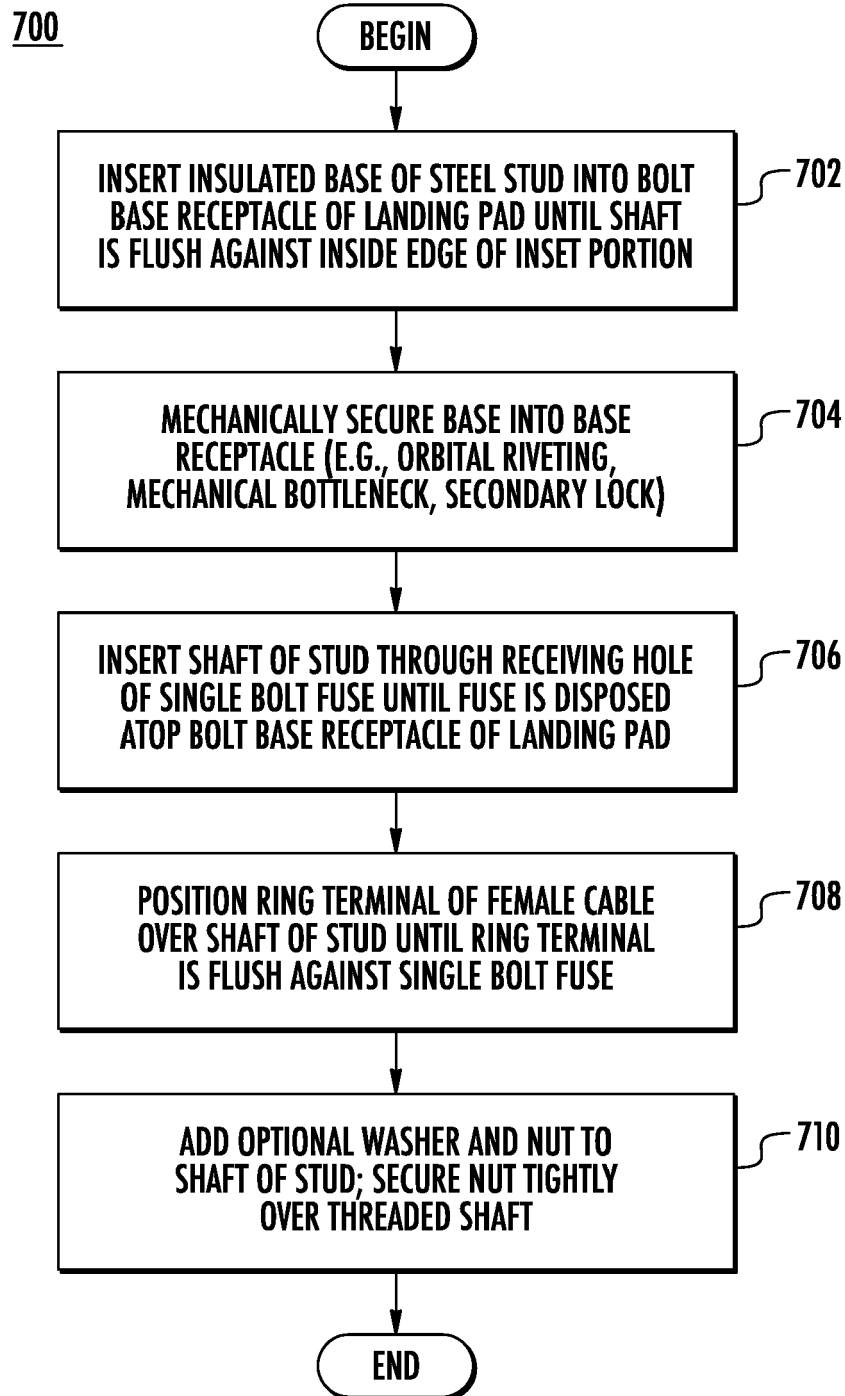 700
BEGIN
INSERT INSULATED BASE OF STEEL STUD INTO BOLT
BASE RECEPTACLE OF LANDING PAD UNTIL SHAFT
IS FLUSH AGAINST INSIDE EDGE OF INSET PORTION
702
MECHANICALLY SECURE BASE INTO BASE
RECEPTACLE (E.G., ORBITAL RIVETING,
MECHANICAL BOTTLENECK, SECONDARY LOCK)
704
INSERT SHAFT OF STUD THROUGH RECEIVING HOLE
OF SINGLE BOLT FUSE UNTIL FUSE IS DISPOSED
ATOP BOLT BASE RECEPTACLE OF LANDING PAD
706
POSITION RING TERMINAL OF FEMALE CABLE
OVER SHAFT OF STUD UNTIL RING TERMINAL
IS FLUSH AGAINST SINGLE BOLT FUSE
708
ADD OPTIONAL WASHER AND NUT TO
SHAFT OF STUD; SECURE NUT TIGHTLY
OVER THREADED SHAFT
710
END